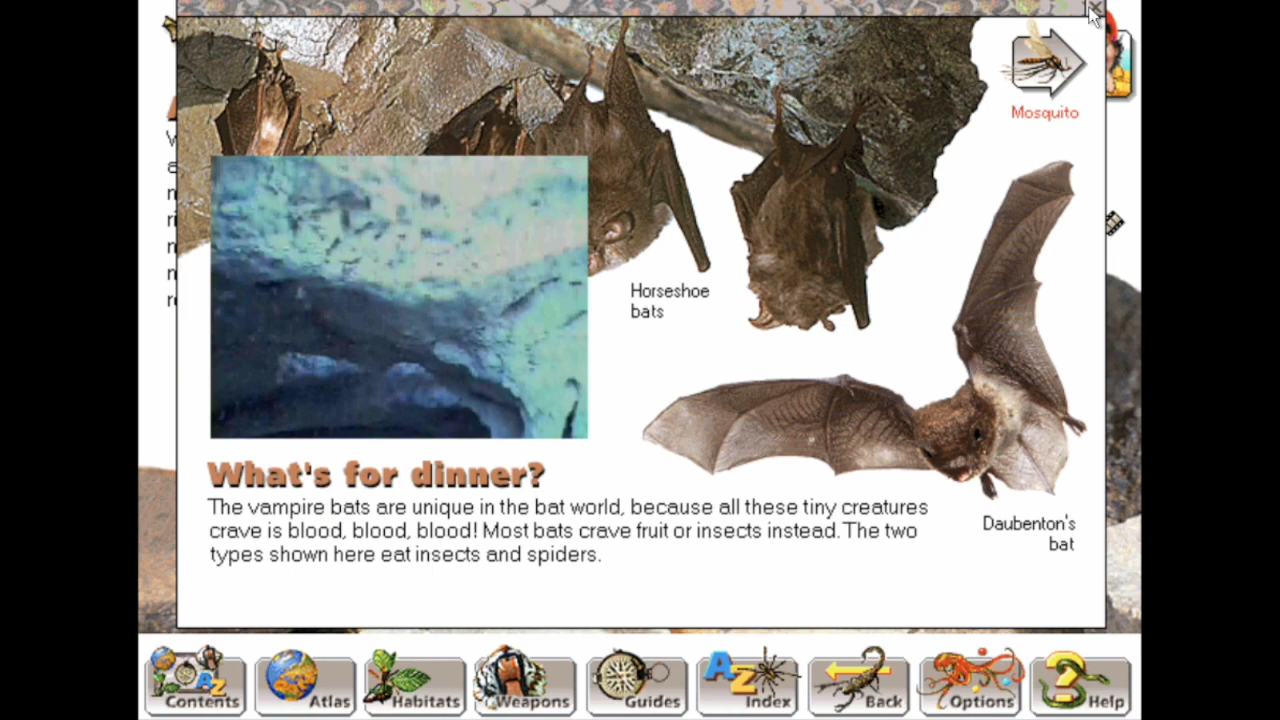 Mosquito
Horseshoe
bats
What's for dinner?
The vampire bats are unique in the bat world, because all these tiny creatures
crave is blood, blood, blood! Most bats crave fruit or insects instead. The two
types shown here eat insects and spiders.
Daubenton's
bat
Contents
Atlas
Habitats
Weapons
Guides
AZ Index
Back
Options
? Help